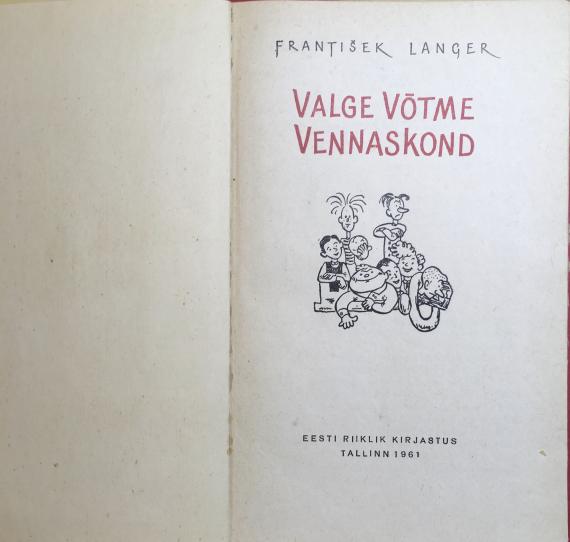 FRANTIŠEK LANGER
VALGE VÕTME
VENNASKOND
EESTI RIIKLIK KIRJASTUS
TALLINN 1961